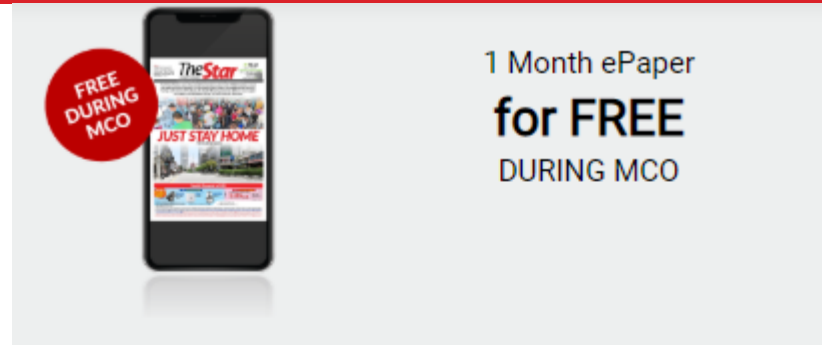 FREE
DURING
MCO
TheStar
JUST STAY HOME
1 Month ePaper
for FREE
DURING MCO